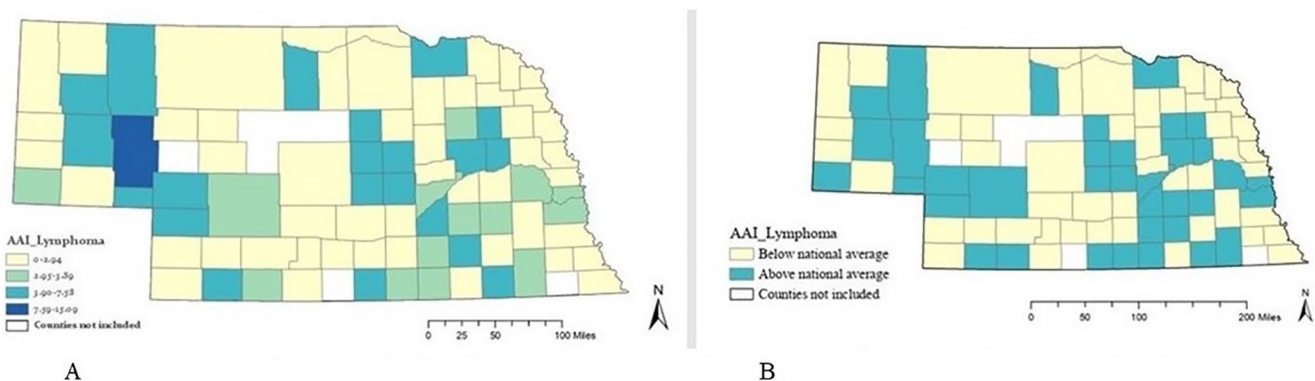 AAI_Lymphoma
0-2.94
2.95-3.89
3.90-7.58
7.59-15.09
Counties not included
N
0 25 50 100 Miles
A
AAI_Lymphoma
Below national average
Above national average
Counties not included
N
0 50 100 200 Miles
B